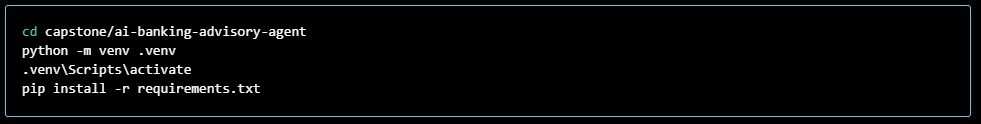 cd capstone/ai-banking-advisory-agent
python -m venv .venv
.venv\Scripts\activate
pip install -r requirements.txt